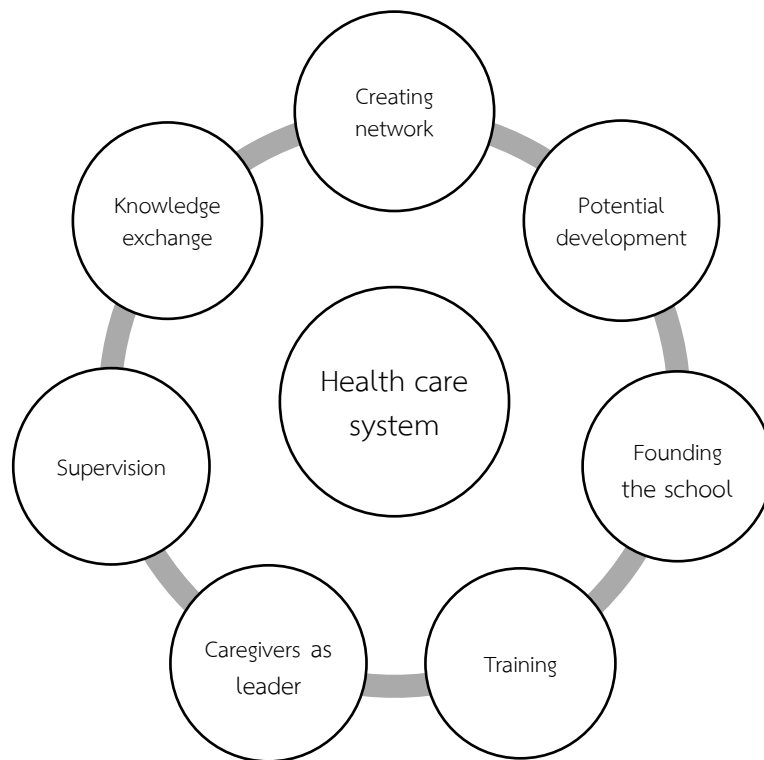 Creating
network
Potential
development
Founding
the school
Training
Caregivers as
leader
Supervision
Knowledge
exchange
Health care
system